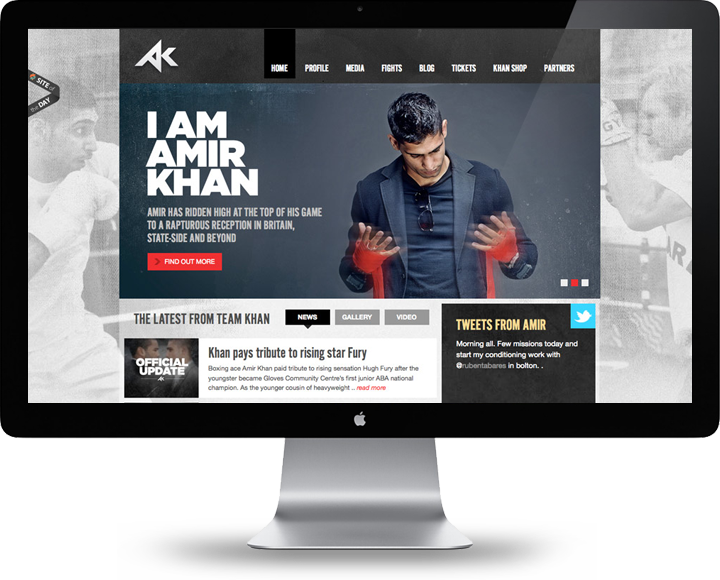 SITE of
the DAY
AK
HOME PROFILE MEDIA FIGHTS BLOG TICKETS KHAN SHOP PARTNERS
I AM
AMIR
KHAN
AMIR HAS RIDDEN HIGH AT THE TOP OF HIS GAME
TO A RAPTUROUS RECEPTION IN BRITAIN,
STATE-SIDE AND BEYOND
> FIND OUT MORE
THE LATEST FROM TEAM KHAN NEWS GALLERY VIDEO
OFFICIAL
UPDATE
AK
Khan pays tribute to rising star Fury
Boxing ace Amir Khan paid tribute to rising sensation Hugh Fury after the
youngster became Gloves Community Centre's first junior ABA national
champion. As the younger cousin of heavyweight .. read more
TWEETS FROM AMIR
Morning all. Few missions today and
start my conditioning work with
@rubentabares in bolton. .